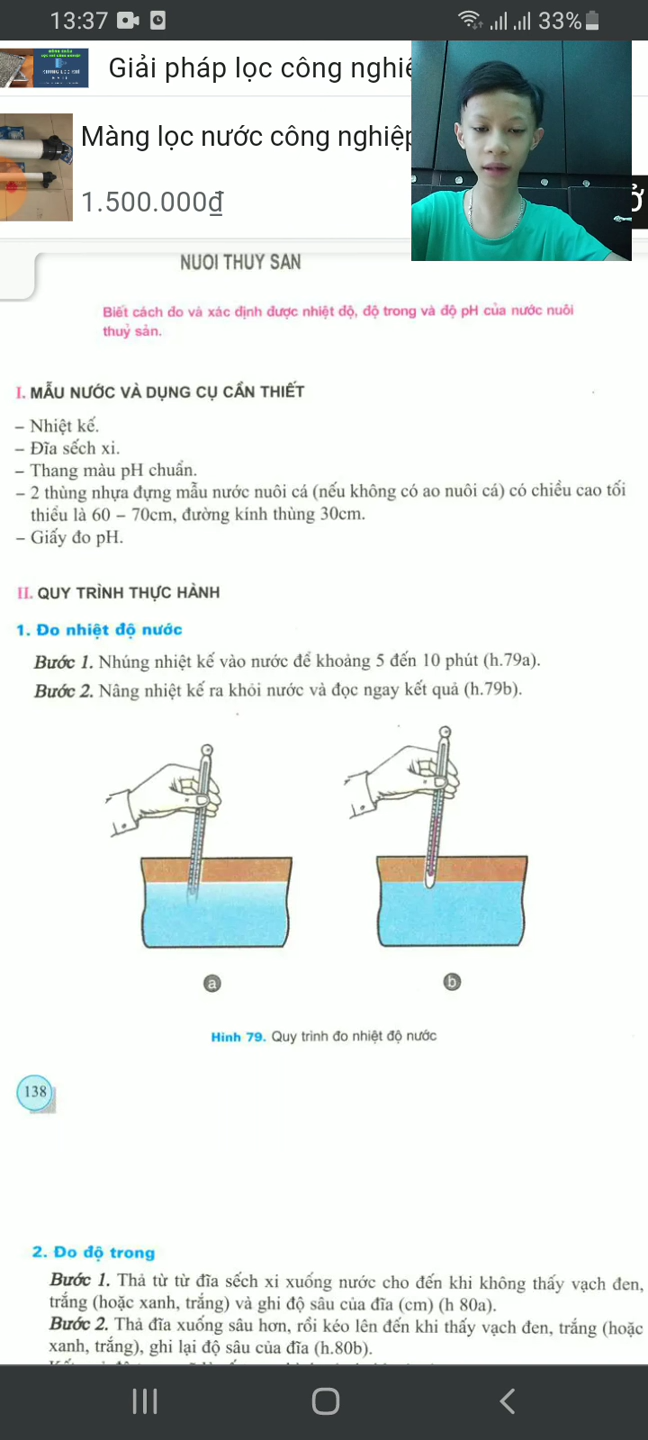 13:37
33%
Giải pháp lọc công nghiê
Màng lọc nước công nghiệp
1.500.000₫
NUÔI THUỶ SẢN
Biết cách đo và xác định được nhiệt độ, độ trong và độ pH của nước nuôi
thuỷ sản.
I. MẪU NƯỚC VÀ DỤNG CỤ CẦN THIẾT
– Nhiệt kế.
– Đĩa sếch xi.
– Thang màu pH chuẩn.
– 2 thùng nhựa đựng mẫu nước nuôi cá (nếu không có ao nuôi cá) có chiều cao tối
thiểu là 60 – 70cm, đường kính thùng 30cm.
– Giấy đo pH.
II. QUY TRÌNH THỰC HÀNH
1. Đo nhiệt độ nước
Bước 1. Nhúng nhiệt kế vào nước để khoảng 5 đến 10 phút (h.79a).
Bước 2. Nâng nhiệt kế ra khỏi nước và đọc ngay kết quả (h.79b).
a
b
Hình 79. Quy trình đo nhiệt độ nước
138
2. Đo độ trong
Bước 1. Thả từ từ đĩa sếch xi xuống nước cho đến khi không thấy vạch đen,
trắng (hoặc xanh, trắng) và ghi độ sâu của đĩa (cm) (h 80a).
Bước 2. Thả đĩa xuống sâu hơn, rồi kéo lên đến khi thấy vạch đen, trắng (hoặc
xanh, trắng), ghi lại độ sâu của đĩa (h.80b).